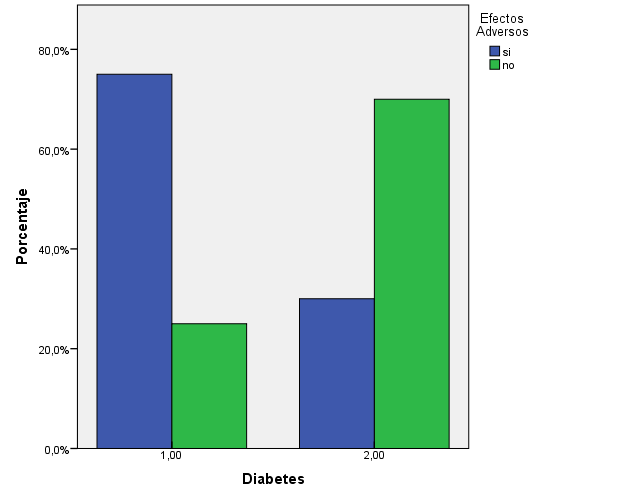 Efectos
Adversos
si
no
80,0%
60,0%
40,0%
20,0%
0,0%
Porcentaje
1,00
2,00
Diabetes